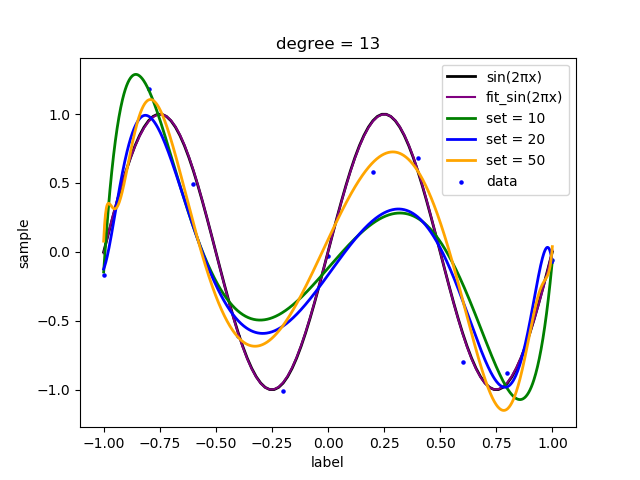 degree = 13
sin(2πx)
fit_sin(2πx)
set = 10
set = 20
set = 50
data
sample
1.0
0.5
0.0
−0.5
−1.0
−1.00 −0.75 −0.50 −0.25 0.00 0.25 0.50 0.75 1.00
label